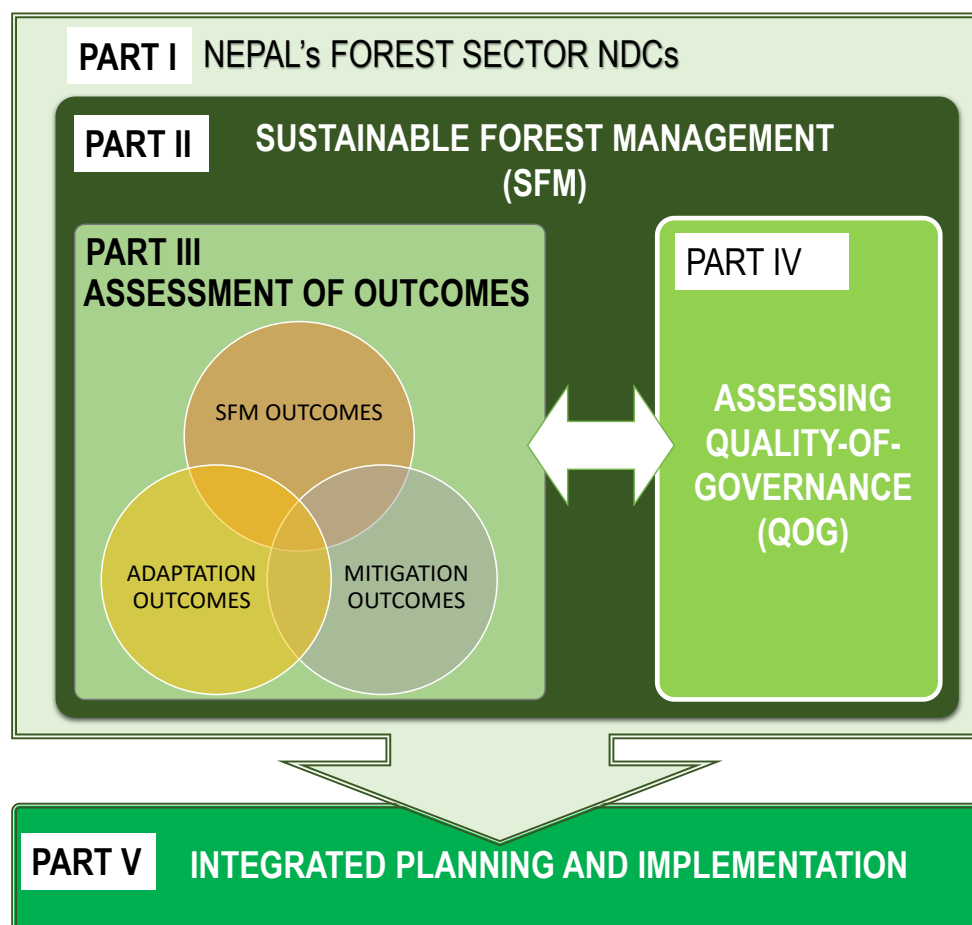 PART I NEPAL's FOREST SECTOR NDCs
PART II SUSTAINABLE FOREST MANAGEMENT
(SFM)
PART III
ASSESSMENT OF OUTCOMES
SFM OUTCOMES
ADAPTATION
OUTCOMES
MITIGATION
OUTCOMES
PART IV
ASSESSING
QUALITY-OF-
GOVERNANCE
(QOG)
PART V INTEGRATED PLANNING AND IMPLEMENTATION